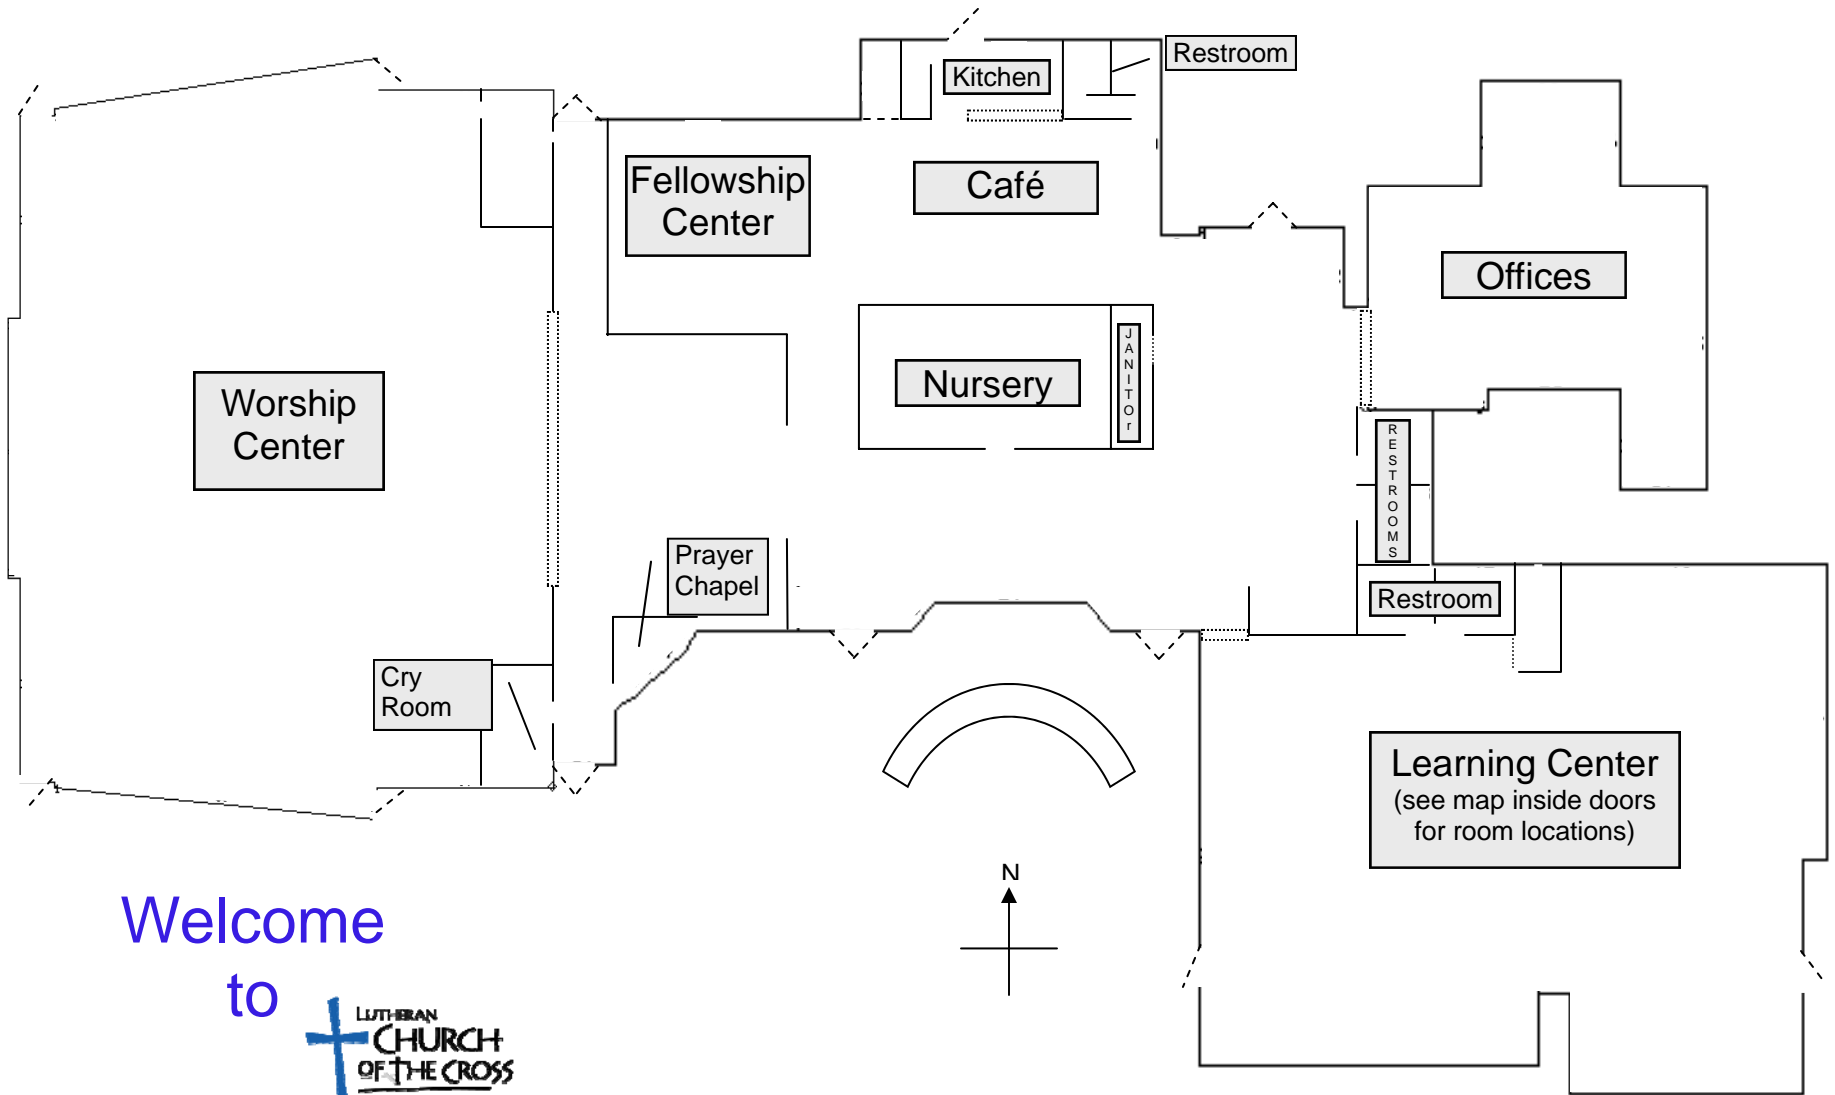 Restroom
Kitchen
Fellowship
Center
Café
Offices
JANITOr
Nursery
Worship
Center
RESTROOMS
Prayer
Chapel
Restroom
Cry
Room
Learning Center
(see map inside doors
for room locations)
N
Welcome
to
LUTHERAN
CHURCH
OF THE CROSS